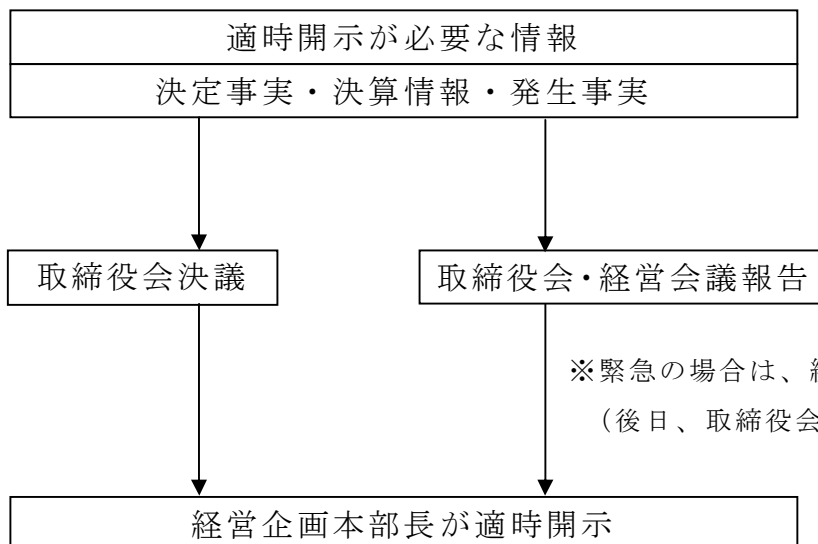 適時開示が必要な情報
決定事実・決算情報・発生事実
取締役会決議
取締役会・経営会議報告
※緊急の場合は、
（後日、取締役会
経営企画本部長が適時開示